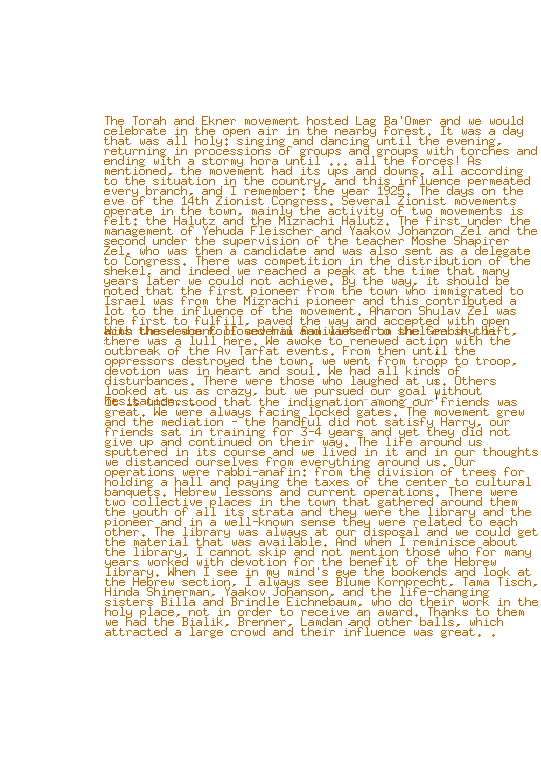 The Torah and Ekner movement hosted Lag Ba'Omer and we would
celebrate in the open air in the nearby forest. It was a day
that was all holy: singing and dancing until the evening,
returning in processions of groups and groups with torches and
ending with a stormy hora until ... all the forces! As
mentioned, the movement had its ups and downs, all according
to the situation in the country, and this influence permeated
every branch, and I remember: the year 1925. The days on the
eve of the 14th Zionist Congress. Several Zionist movements
operate in the town, mainly the activity of two movements is
felt: the Halutz and the Mizrachi Halutz. The first under the
management of Yehuda Fleischer and Yaakov Johanzon Zel and the
second under the supervision of the teacher Moshe Shapirer
Zel, who was then a candidate and was also sent as a delegate
to Congress. There was competition in the distribution of the
shekel, and indeed we reached a peak at the time that many
years later we could not achieve. By the way, it should be
noted that the first pioneer from the town who immigrated to
Israel was from the Mizrachi pioneer and this contributed a
lot to the influence of the movement. Aharon Shulav Zel was
the first to fulfill, paved the way and accepted with open
left,
there was a lull here. We awoke to renewed action with the
outbreak of the Av Tarfat events. From then until the
oppressors destroyed the town, we went from troop to troop,
devotion was in heart and soul. We had all kinds of
disturbances. There were those who laughed at us. Others
looked at us as crazy, but we pursued our goal without
hesitation.
It is understood that the indignation among our friends was
great. We were always facing locked gates. The movement grew
and the mediation - the handful did not satisfy Harry, our
friends sat in training for 3-4 years and yet they did not
give up and continued on their way. The life around us
sputtered in its course and we lived in it and in our thoughts
we distanced ourselves from everything around us. Our
operations were rabbi-anafin: from the division of trees for
holding a hall and paying the taxes of the center to cultural
banquets. Hebrew lessons and current operations. There were
two collective places in the town that gathered around them
the youth of all its strata and they were the library and the
pioneer and in a well-known sense they were related to each
other. The library was always at our disposal and we could get
the material that was available. And when I reminisce about
the library, I cannot skip and not mention those who for many
years worked with devotion for the benefit of the Hebrew
library. When I see in my mind's eye the bookends and look at
the Hebrew section, I always see Blume Kornprecht, Tama Tisch,
Hinda Shinerman, Yaakov Johanson, and the life-changing
sisters Billa and Brindle Eichnebaum, who do their work in the
holy place, not in order to receive an award. Thanks to them
we had the Bialik, Brenner, Lamdan and other balls, which
attracted a large crowd and their influence was great. .